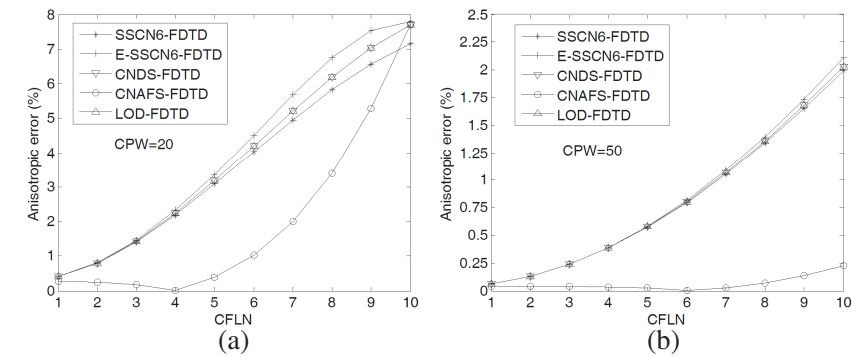 8
7
6
5
4
3
2
1
0
Anisotropic error (%)
SSCN6-FDTD
E-SSCN6-FDTD
CNDS-FDTD
CNAFS-FDTD
LOD-FDTD
CPW=20
1 2 3 4 5 6 7 8 9 10
CFLN
(a)
2.5
2.25
2
1.75
1.5
1.25
1
0.75
0.5
0.25
0
Anisotropic error (%)
SSCN6-FDTD
E-SSCN6-FDTD
CNDS-FDTD
CNAFS-FDTD
LOD-FDTD
CPW=50
1 2 3 4 5 6 7 8 9 10
CFLN
(b)